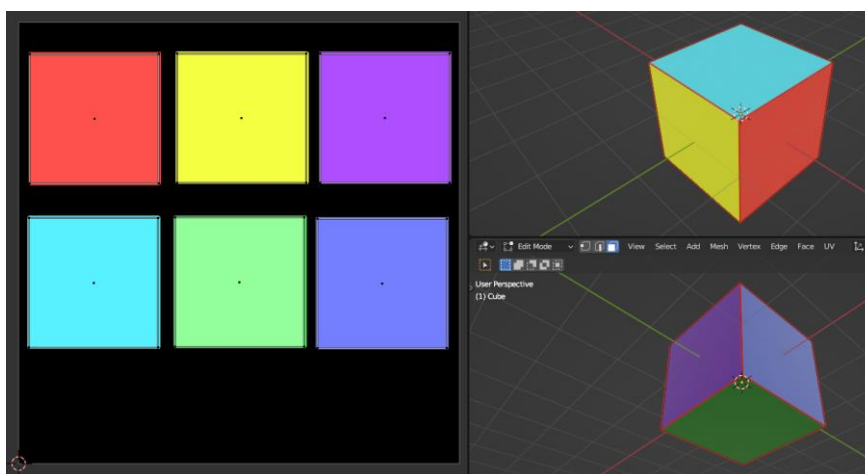 Edit Mode View Select Add Mesh Vertex Edge Face UV
User Perspective
(1) Cube